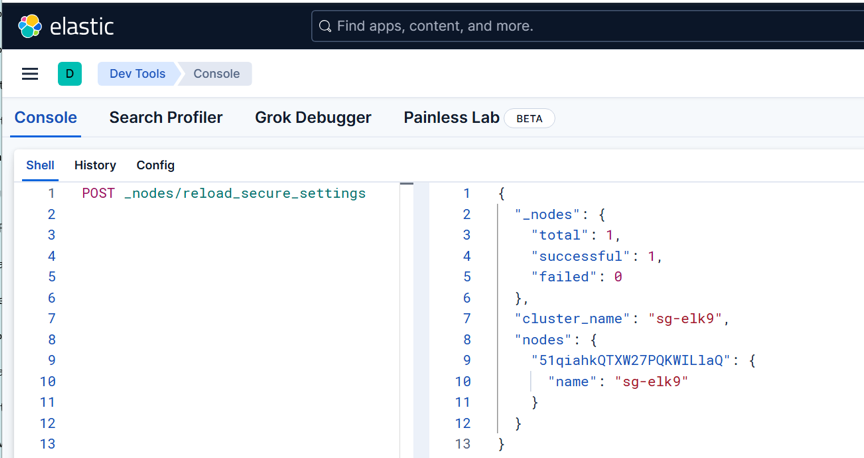 elastic
Find apps, content, and more.
D
Dev Tools
Console
Console
Search Profiler
Grok Debugger
Painless Lab
BETA
Shell
History
Config
1 POST _nodes/reload_secure_settings
2
3
4
5
6
7
8
9
10
11
12
13
1 {
2 "_nodes": {
3 "total": 1,
4 "successful": 1,
5 "failed": 0
6 },
7 "cluster_name": "sg-elk9",
8 "nodes": {
9 "51qiahkQTXW27PQKWILlaQ": {
10 "name": "sg-elk9"
11 }
12 }
13 }